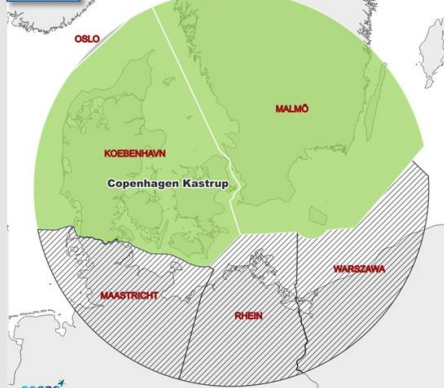 OSLO
MALMÖ
KOEBENHAVN
Copenhagen Kastrup
WARSZAWA
MAASTRICHT
RHEIN